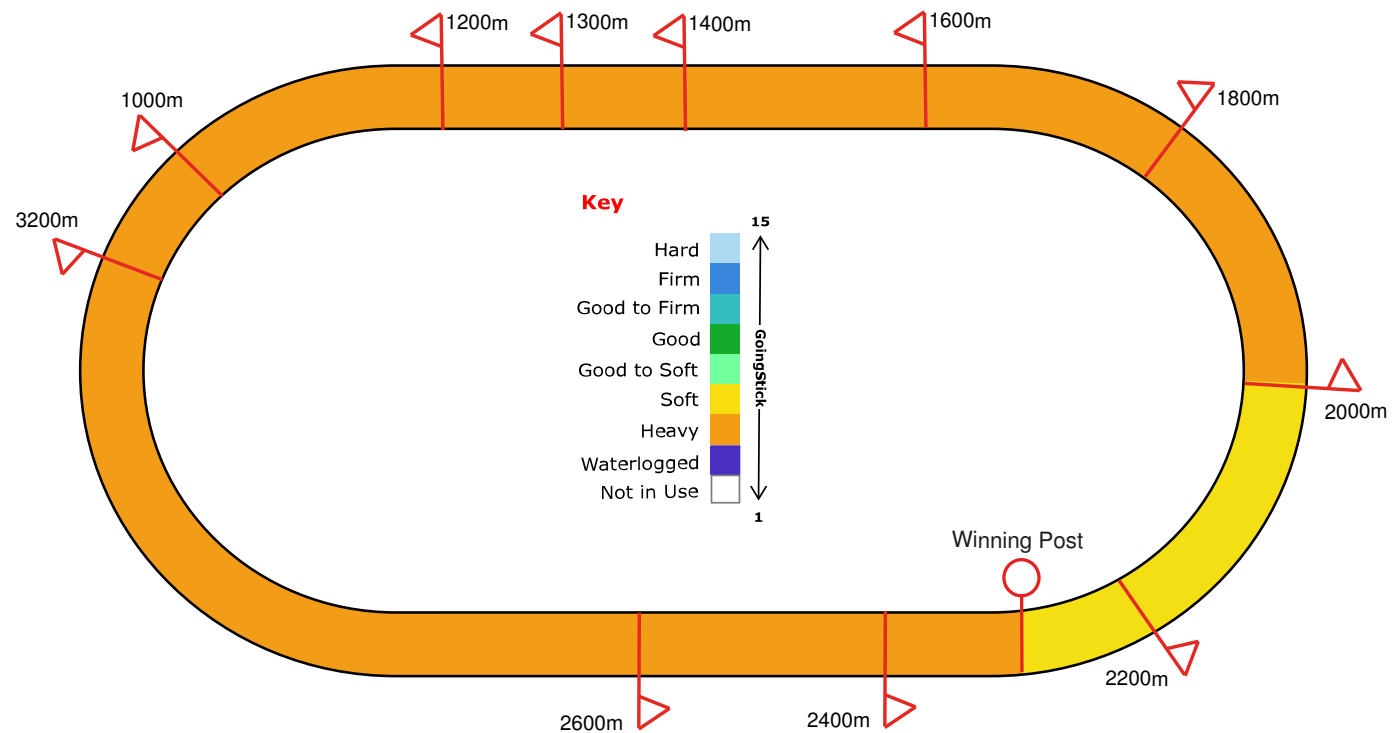 1200m
1300m
1400m
1600m
1000m
1800m
3200m
Key
15
Hard
Firm
Good to Firm
Good
Good to Soft
Soft
Heavy
Waterlogged
Not in Use
GoingStick
1
2000m
Winning Post
2200m
2600m
2400m